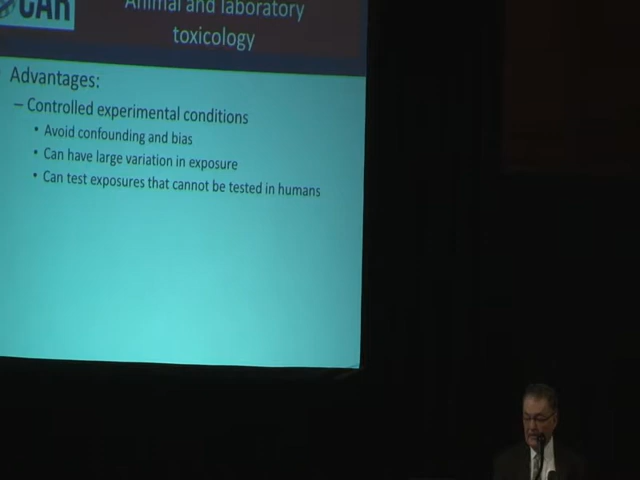 CAR
Animal and laboratory
toxicology
Advantages:
– Controlled experimental conditions
• Avoid confounding and bias
• Can have large variation in exposure
• Can test exposures that cannot be tested in humans